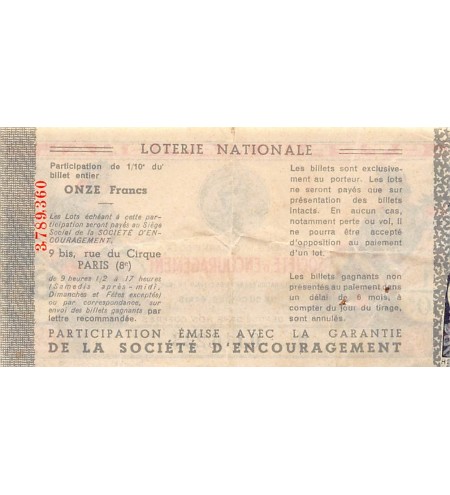 LOTERIE NATIONALE
3.789.360
Participation de 1/10e du
billet entier
ONZE Francs
Les Lots échéant à cette par-
ticipation seront payés au Siège
Social de la SOCIÉTÉ D'EN-
COURAGEMENT,
9 bis, rue du Cirque
PARIS (8e)
de 9 heures 1/2 à 17 heures
(Samedis après-midi,
Dimanches et Fêtes exceptés)
ou par correspondance, sur
envoi des billets gagnants par
lettre recommandée.
Les billets sont exclusive-
ment au porteur. Les lots
ne seront payés que sur
présentation des billets
intacts. En aucun cas,
notamment perte ou vol, il
ne pourra être accepté
d'opposition au paiement
d'un lot.
Les billets gagnants non
présentés au paiement dans
un délai de 6 mois, à
compter du jour du tirage,
sont annulés.
PARTICIPATION ÉMISE AVEC LA GARANTIE
DE LA SOCIÉTÉ D'ENCOURAGEMENT